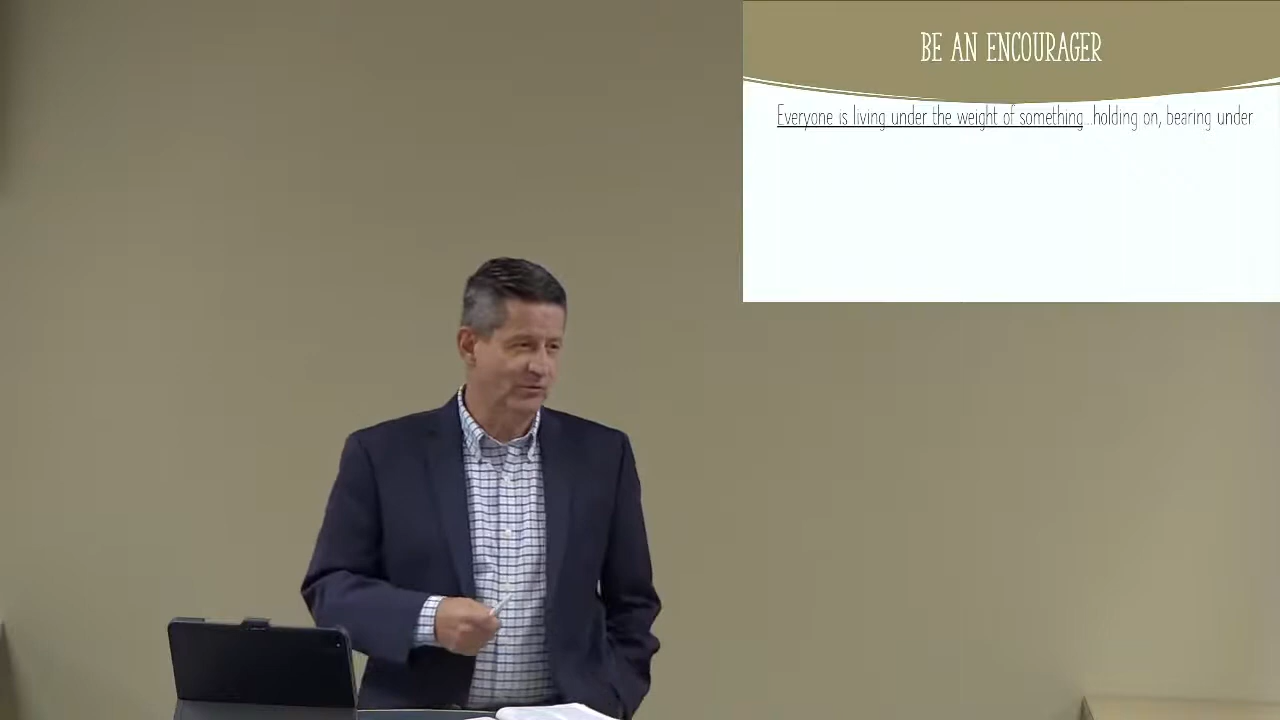 BE AN ENCOURAGER
Everyone is living under the weight of something...holding on, bearing under